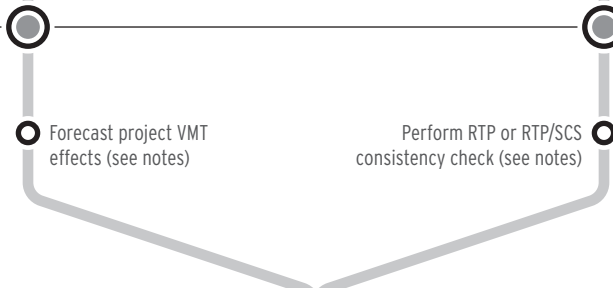 Forecast project VMT
effects (see notes)
Perform RTP or RTP/SCS
consistency check (see notes)